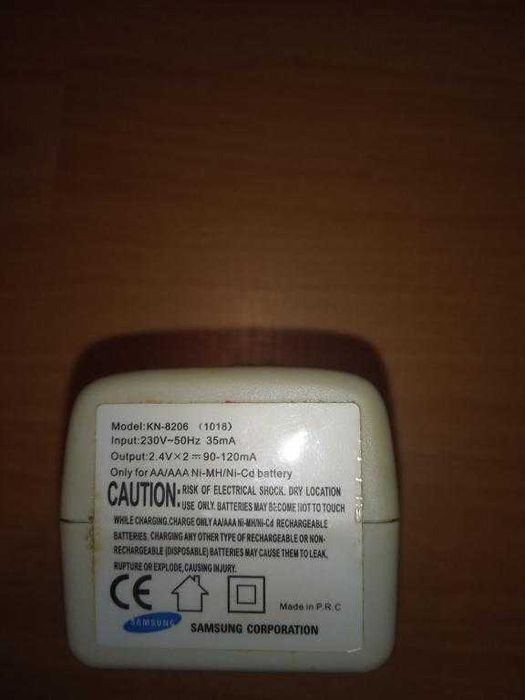 Model:KN-8206 (1018)
Input:230V~50Hz 35mA
Output:2.4V×2⎓90-120mA
Only for AA/AAA Ni-MH/Ni-Cd battery
CAUTION: RISK OF ELECTRICAL SHOCK. DRY LOCATION
USE ONLY. BATTERIES MAY BECOME HOT TO TOUCH
WHILE CHARGING.CHARGE ONLY AA/AAA NI-MH/NI-Cd RECHARGEABLE
BATTERIES. CHARGING ANY OTHER TYPE OF RECHARGEABLE OR NON-
RECHARGEABLE (DISPOSABLE) BATTERIES MAY CAUSE THEM TO LEAK,
RUPTURE OR EXPLODE,CAUSING INJURY.
CE
Made in P.R.C
SAMSUNG SAMSUNG CORPORATION